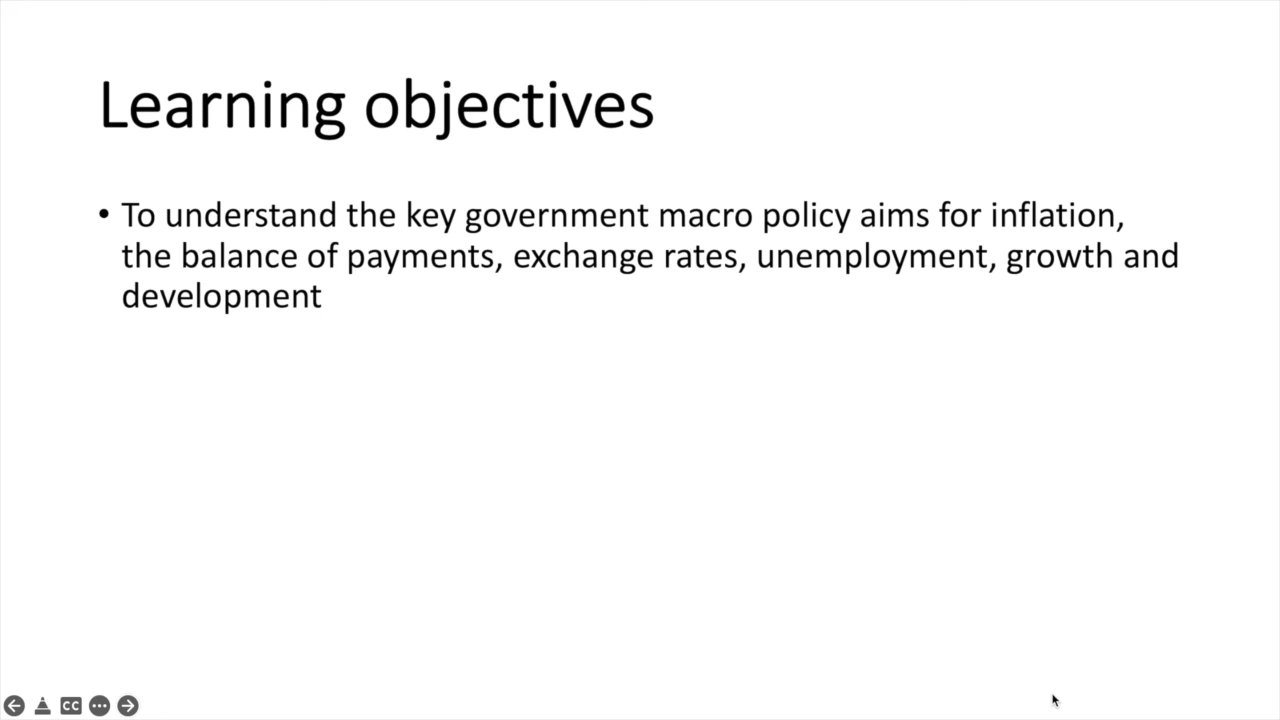 Learning objectives
• To understand the key government macro policy aims for inflation,
the balance of payments, exchange rates, unemployment, growth and
development
CC